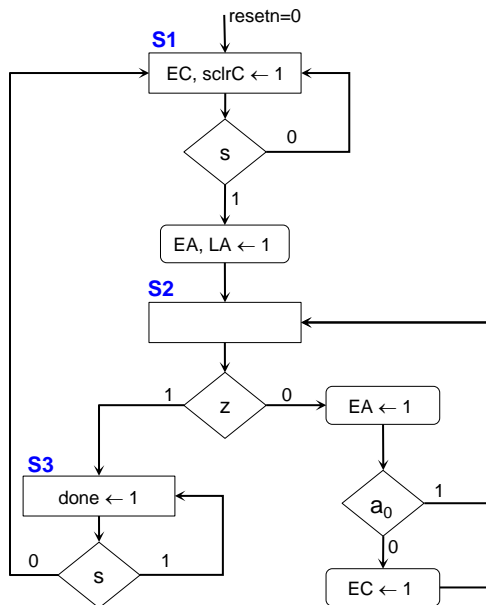 resetn=0
S1
EC, sclrC ← 1
s
0
1
EA, LA ← 1
S2
z
1
0
EA ← 1
S3
done ← 1
a0
1
0
s
0
1
EC ← 1